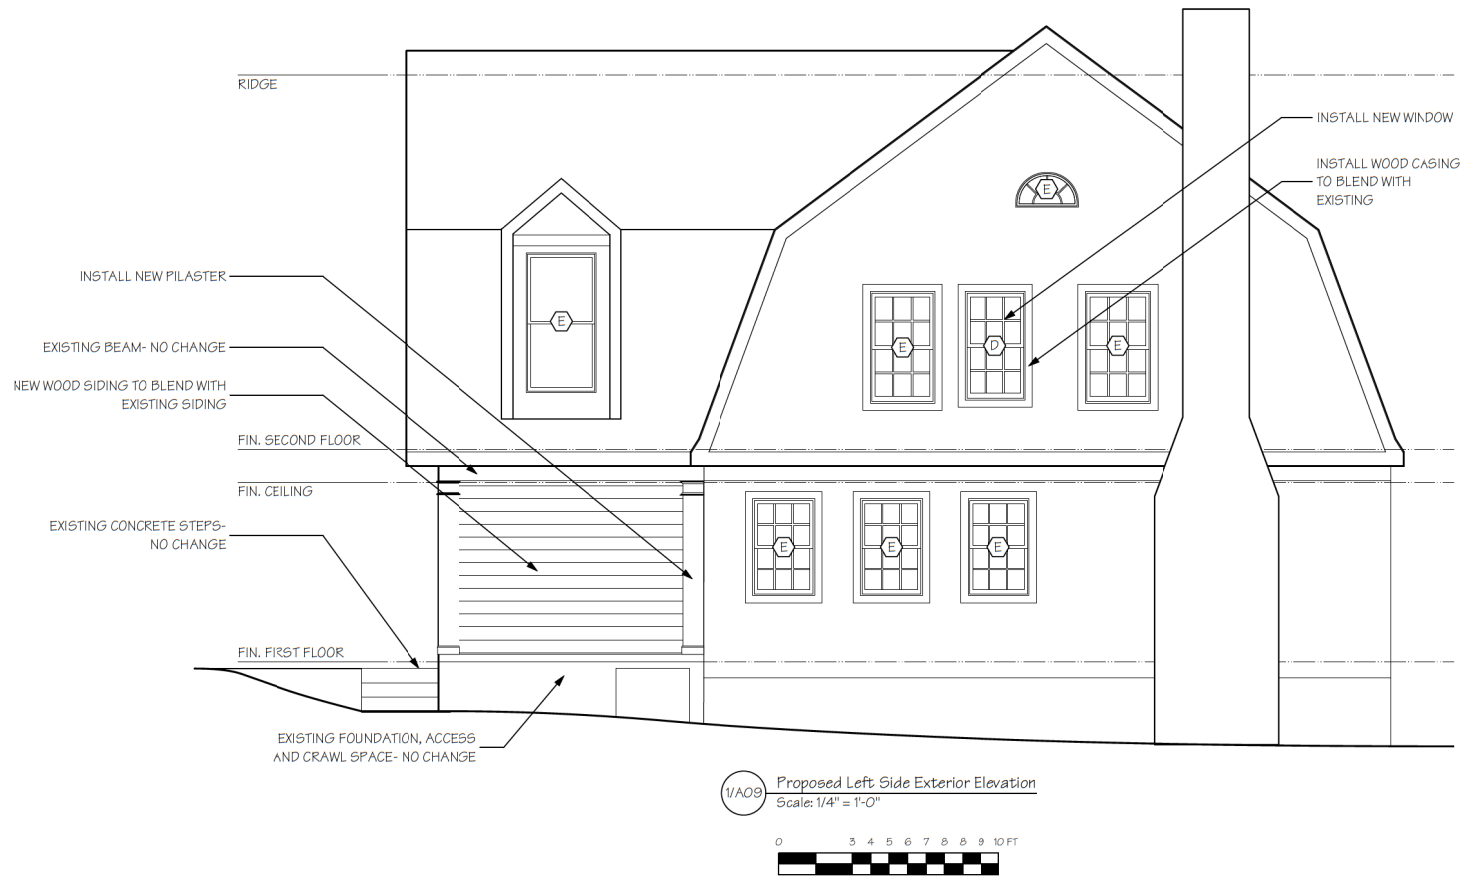 RIDGE
INSTALL NEW WINDOW
INSTALL WOOD CASING
TO BLEND WITH
EXISTING
E
INSTALL NEW PILASTER
E
EXISTING BEAM- NO CHANGE
E
D
E
NEW WOOD SIDING TO BLEND WITH
EXISTING SIDING
FIN. SECOND FLOOR
FIN. CEILING
EXISTING CONCRETE STEPS-
NO CHANGE
E
E
E
FIN. FIRST FLOOR
EXISTING FOUNDATION, ACCESS
AND CRAWL SPACE- NO CHANGE
1/A09
Proposed Left Side Exterior Elevation
Scale: 1/4" = 1'-0"
0 3 4 5 6 7 8 8 9 10 FT